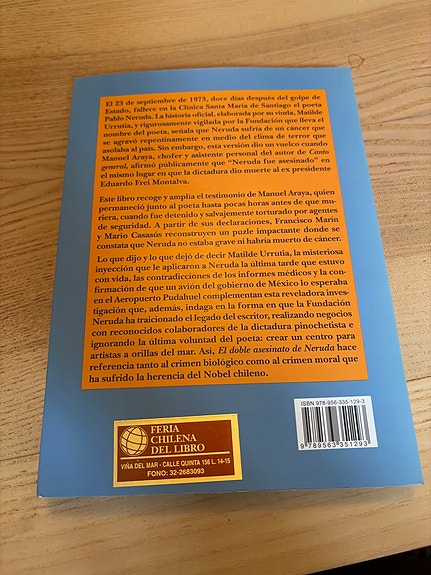 El 23 de septiembre de 1973, doce días después del golpe de
Estado, fallece en la Clínica Santa María de Santiago el poeta
Pablo Neruda. La historia oficial, elaborada por su viuda, Matilde
Urrutia, y rigurosamente vigilada por la Fundación que lleva el
nombre del poeta, señala que Neruda sufría de un cáncer que
se agravó repentinamente en medio del clima de terror que
asolaba al país. Sin embargo, esta versión dio un vuelco cuando
Manuel Araya, chofer y asistente personal del autor de Canto
general, afirmó públicamente que “Neruda fue asesinado” en
el mismo lugar en que la dictadura dio muerte al ex presidente
Eduardo Frei Montalva.
Este libro recoge y amplía el testimonio de Manuel Araya, quien
permaneció junto al poeta hasta pocas horas antes de que mu-
riera, cuando fue detenido y salvajemente torturado por agentes
de seguridad. A partir de sus declaraciones, Francisco Marín
y Mario Casasús reconstruyen un puzle impactante donde se
constata que Neruda no estaba grave ni habría muerto de cáncer.
Lo que dijo y lo que dejó de decir Matilde Urrutia, la misteriosa
inyección que le aplicaron a Neruda la última tarde que estuvo
con vida, las contradicciones de los informes médicos y la con-
firmación de que un avión del gobierno de México lo esperaba
en el Aeropuerto Pudahuel complementan esta reveladora inves-
tigación que, además, indaga en la forma en que la Fundación
Neruda ha traicionado el legado del escritor, realizando negocios
con reconocidos colaboradores de la dictadura pinochetista e
ignorando la última voluntad del poeta: crear un centro para
artistas a orillas del mar. Así, El doble asesinato de Neruda hace
referencia tanto al crimen biológico como al crimen moral que
ha sufrido la herencia del Nobel chileno.
FERIA
CHILENA
DEL LIBRO
VIÑA DEL MAR - CALLE QUINTA 156 L. 14-15
FONO: 32-2683093
ISBN 978-956-335-129-3
9 789563 351293